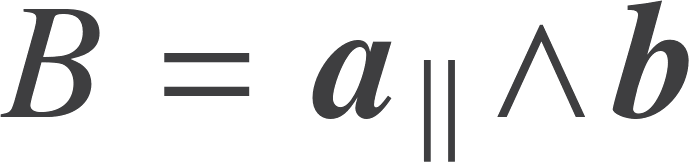 B = a∥ ∧ b